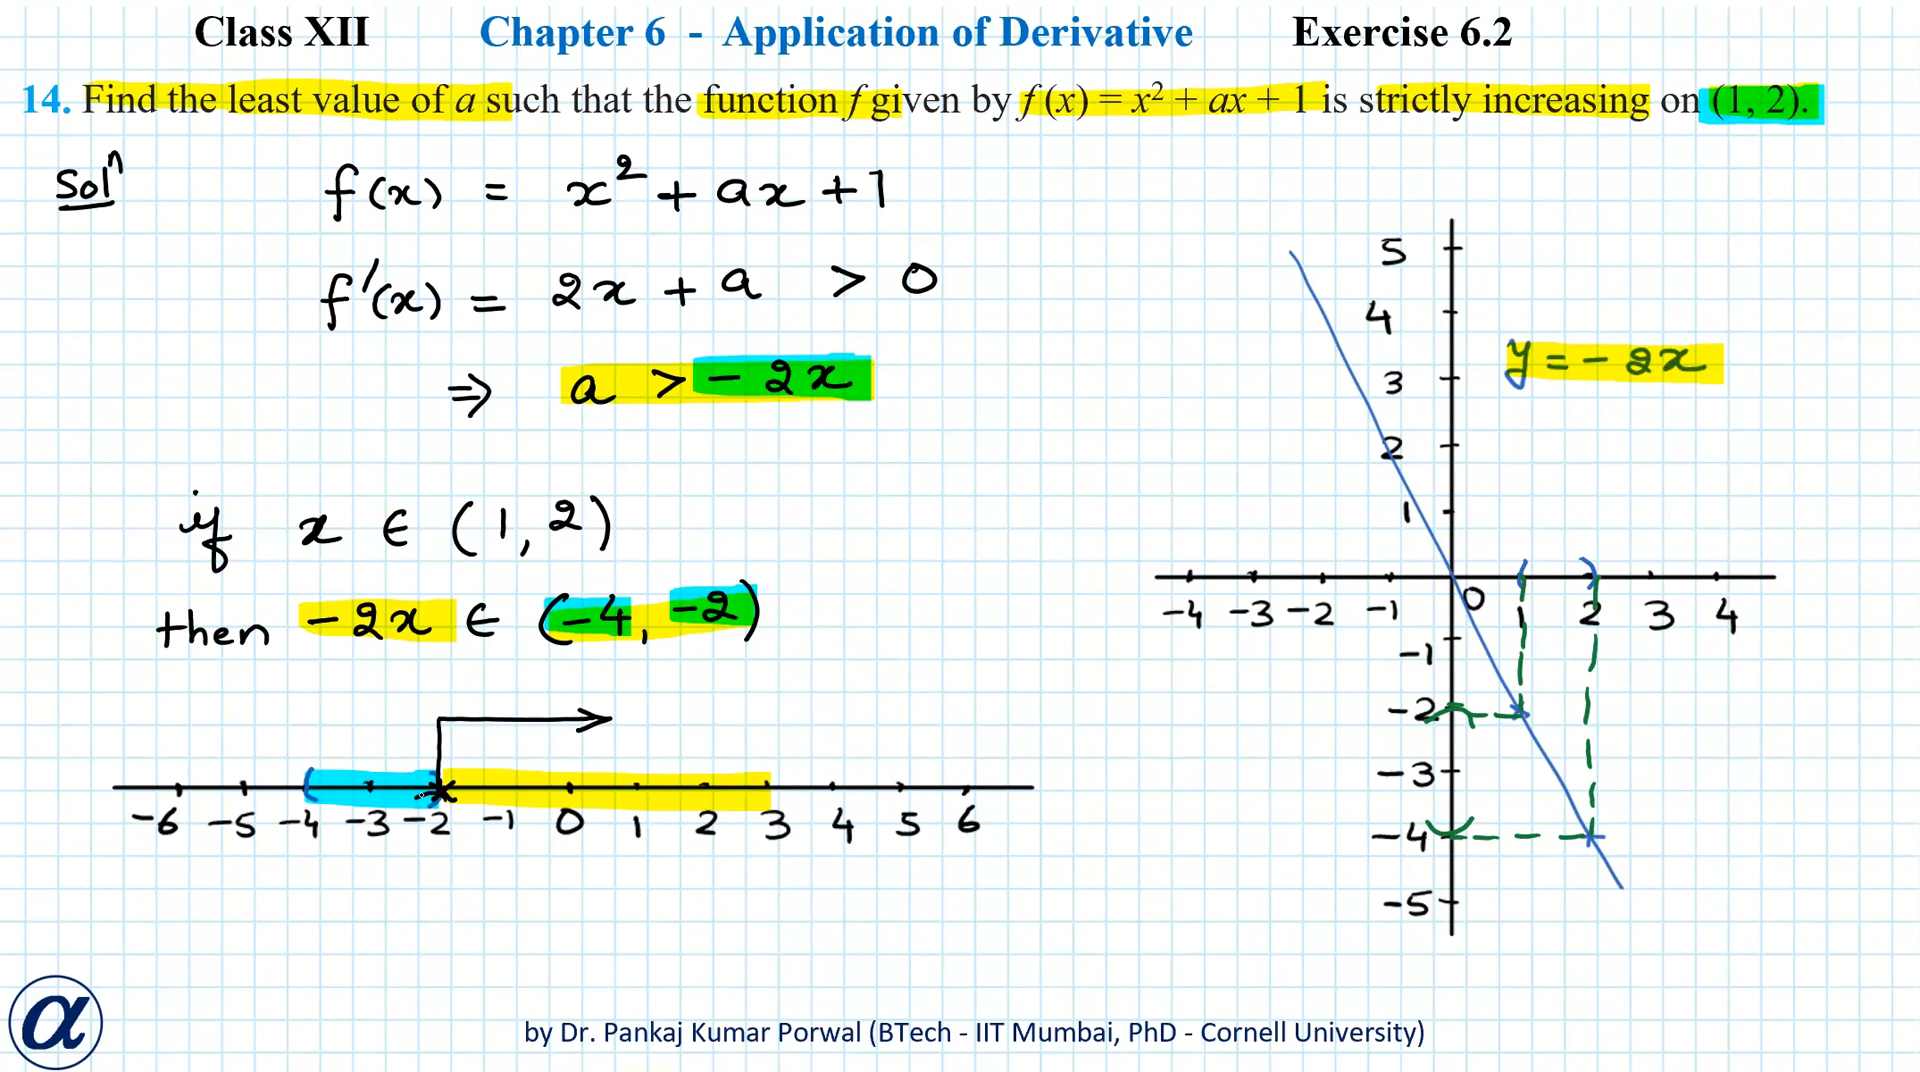 Class XII Chapter 6 - Application of Derivative Exercise 6.2
14. Find the least value of a such that the function f given by f (x) = x² + ax + 1 is strictly increasing on (1, 2).
Solⁿ
f(x) = x² + ax + 1
f'(x) = 2x + a > 0
⇒ a > - 2x
if x ∈ (1, 2)
then - 2x ∈ (-4, -2)
-6 -5 -4 -3 -2 -1 0 1 2 3 4 5 6
y = - 2x
5
4
3
2
1
-4 -3 -2 -1 0 1 2 3 4
-1
-2
-3
-4
-5
α
by Dr. Pankaj Kumar Porwal (BTech - IIT Mumbai, PhD - Cornell University)